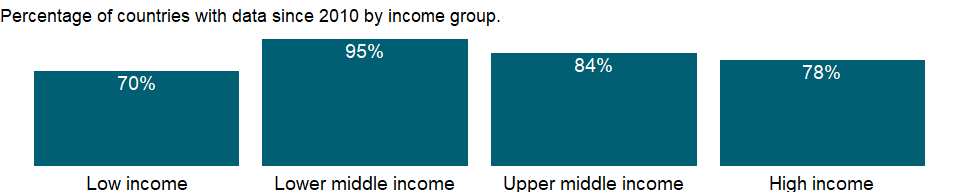 Percentage of countries with data since 2010 by income group.
70%
95%
84%
78%
Low income
Lower middle income
Upper middle income
High income